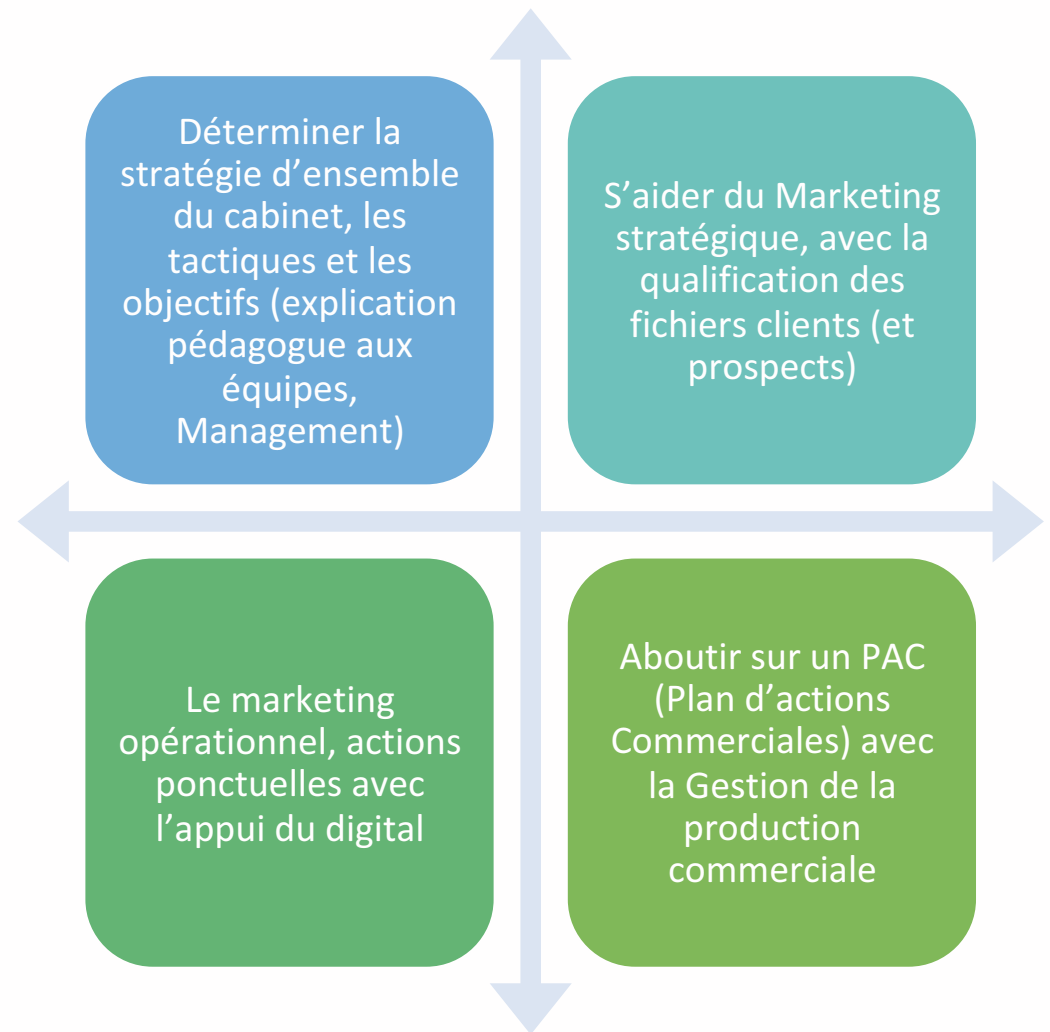 Déterminer la
stratégie d’ensemble
du cabinet, les
tactiques et les
objectifs (explication
pédagogue aux
équipes,
Management)
S’aider du Marketing
stratégique, avec la
qualification des
fichiers clients (et
prospects)
Le marketing
opérationnel, actions
ponctuelles avec
l’appui du digital
Aboutir sur un PAC
(Plan d’actions
Commerciales) avec
la Gestion de la
production
commerciale